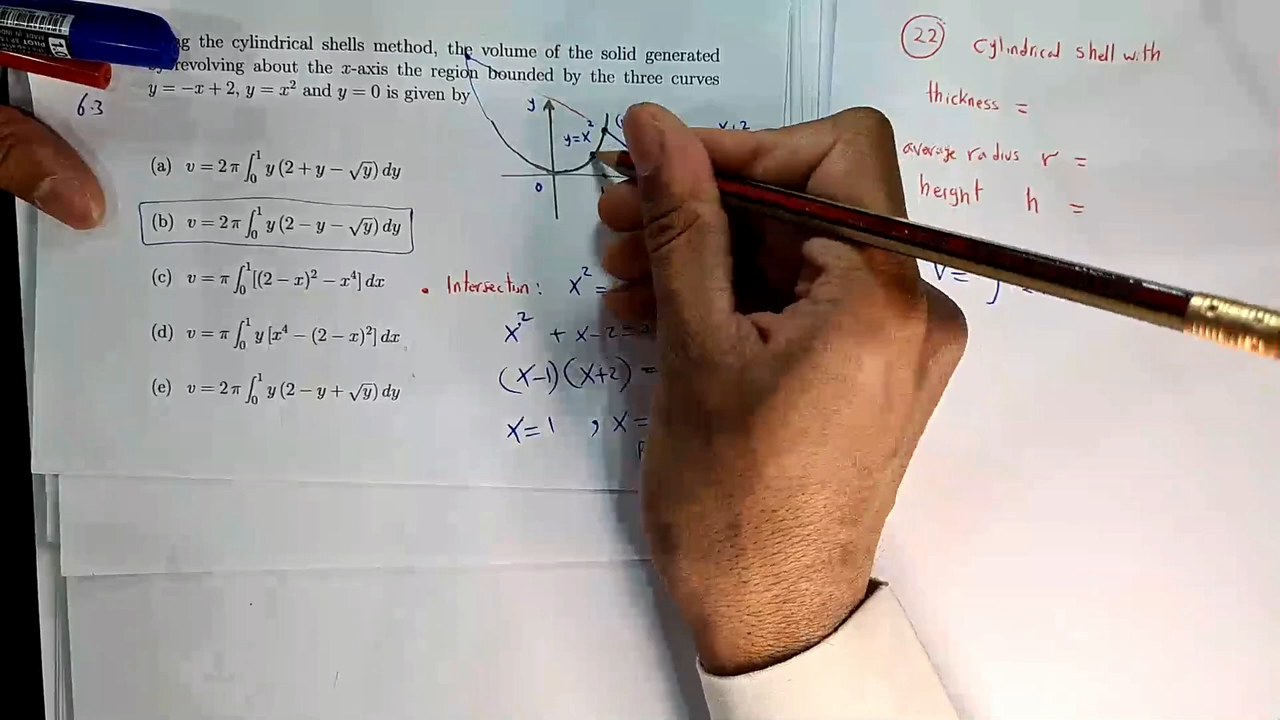 g the cylindrical shells method, the volume of the solid generated
revolving about the x-axis the region bounded by the three curves
y = −x + 2, y = x² and y = 0 is given by
6.3
(a) v = 2π ∫₀¹ y (2 + y − √y) dy
(b) v = 2π ∫₀¹ y (2 − y − √y) dy
(c) v = π ∫₀¹ [(2 − x)² − x⁴] dx
(d) v = π ∫₀¹ y [x⁴ − (2 − x)²] dx
(e) v = 2π ∫₀¹ y (2 − y + √y) dy
y
y=x²
0
• Intersection: x² =
x² + x-2=
(x-1)(x+2) =
x=1 , x=
22 Cylindrical shell with
thickness =
average radius r =
height h =
V= ∫